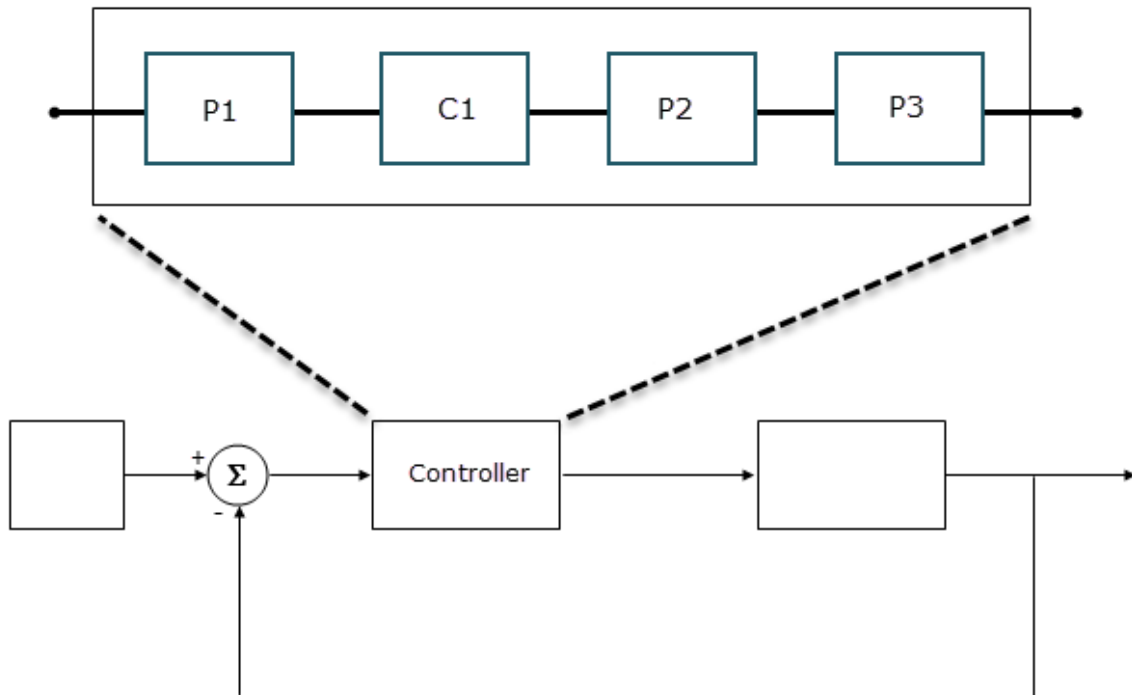 P1
C1
P2
P3
+
Σ
-
Controller